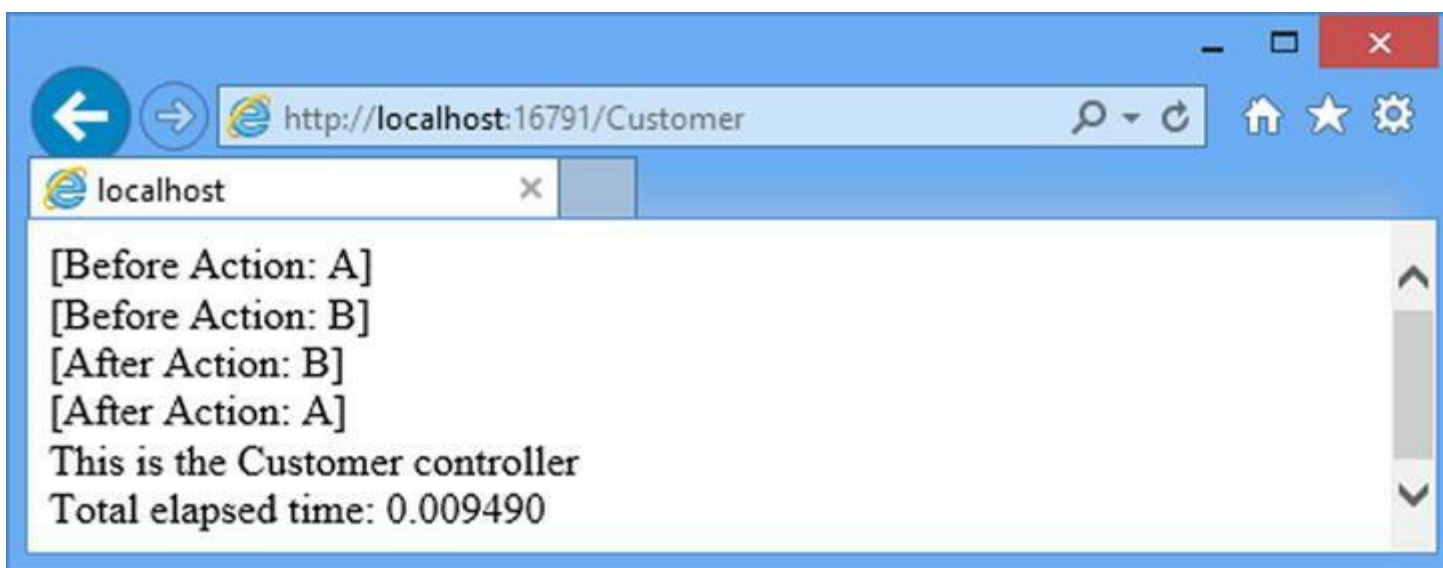 http://localhost:16791/Customer
localhost
[Before Action: A]
[Before Action: B]
[After Action: B]
[After Action: A]
This is the Customer controller
Total elapsed time: 0.009490